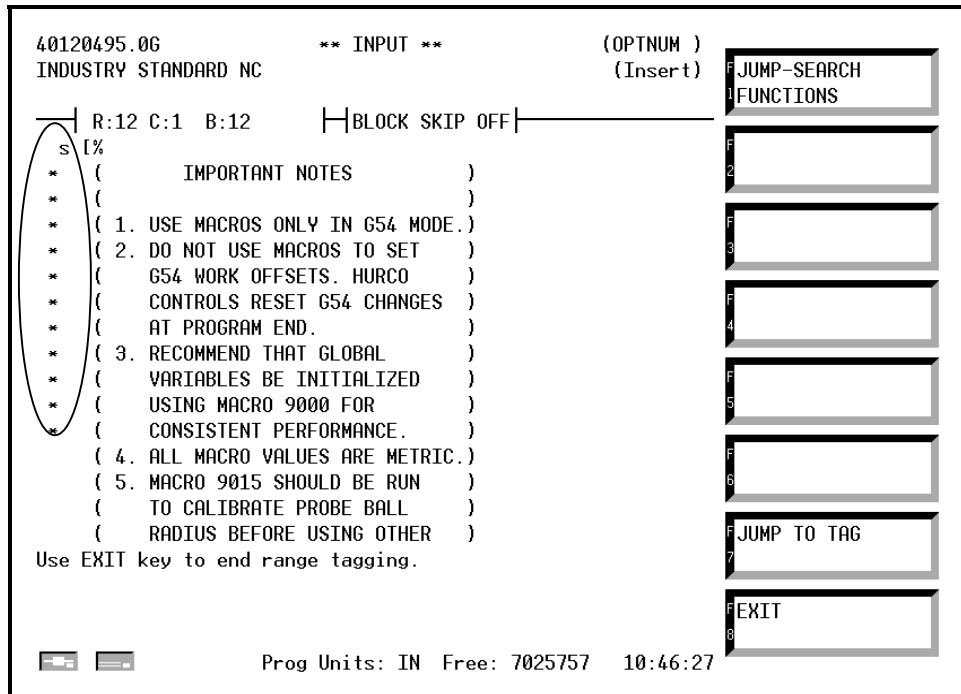 40120495.0G ** INPUT ** (OPTNUM )
INDUSTRY STANDARD NC (Insert)
R:12 C:1 B:12 BLOCK SKIP OFF
s [%
* ( IMPORTANT NOTES )
* ( )
* ( 1. USE MACROS ONLY IN G54 MODE.)
* ( 2. DO NOT USE MACROS TO SET )
* ( G54 WORK OFFSETS. HURCO )
* ( CONTROLS RESET G54 CHANGES )
* ( AT PROGRAM END. )
* ( 3. RECOMMEND THAT GLOBAL )
* ( VARIABLES BE INITIALIZED )
* ( USING MACRO 9000 FOR )
* ( CONSISTENT PERFORMANCE. )
( 4. ALL MACRO VALUES ARE METRIC.)
( 5. MACRO 9015 SHOULD BE RUN )
( TO CALIBRATE PROBE BALL )
( RADIUS BEFORE USING OTHER )
Use EXIT key to end range tagging.
Prog Units: IN Free: 7025757 10:46:27
F1 JUMP-SEARCH
FUNCTIONS
F2
F3
F4
F5
F6
F7 JUMP TO TAG
F8 EXIT